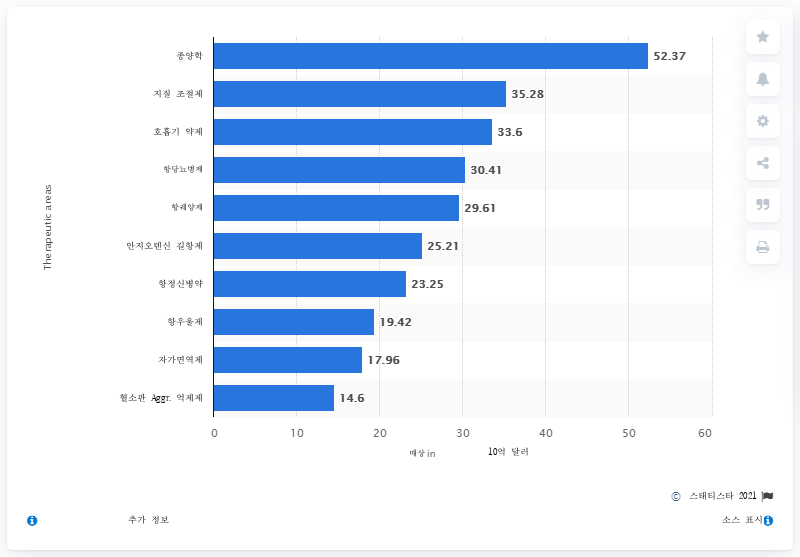 종양학 52.37
지질 조절제 35.28
호흡기 약제 33.6
항당뇨병제 30.41
항궤양제 29.61
안지오텐신 길항제 25.21
항정신병약 23.25
항우울제 19.42
자가면역제 17.96
혈소판 Aggr. 억제제 14.6
Therapeutic areas
0 10 20 30 40 50 60
매상 in 10억 달러
© 스태티스타 2021
추가 정보 소스 표시